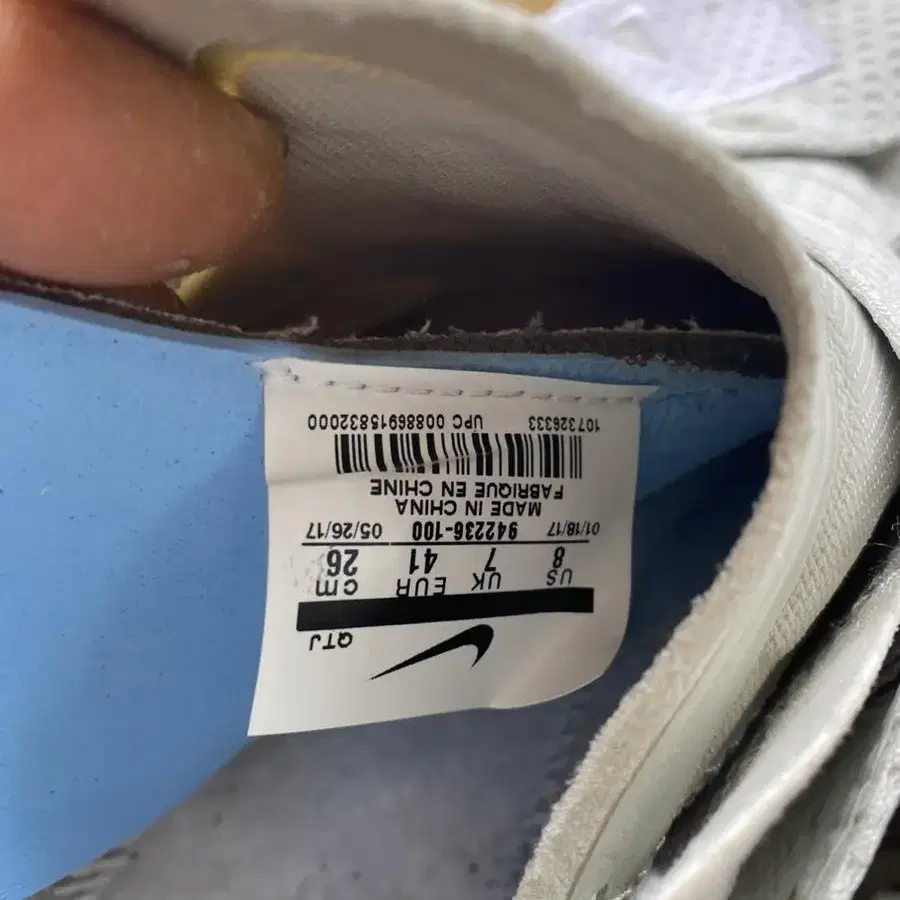 QTJ
US UK EUR cm
8 7 41 26
01/18/17 942236-100 05/26/17
MADE IN CHINA
FABRIQUE EN CHINE
107326333 UPC 00886915832000